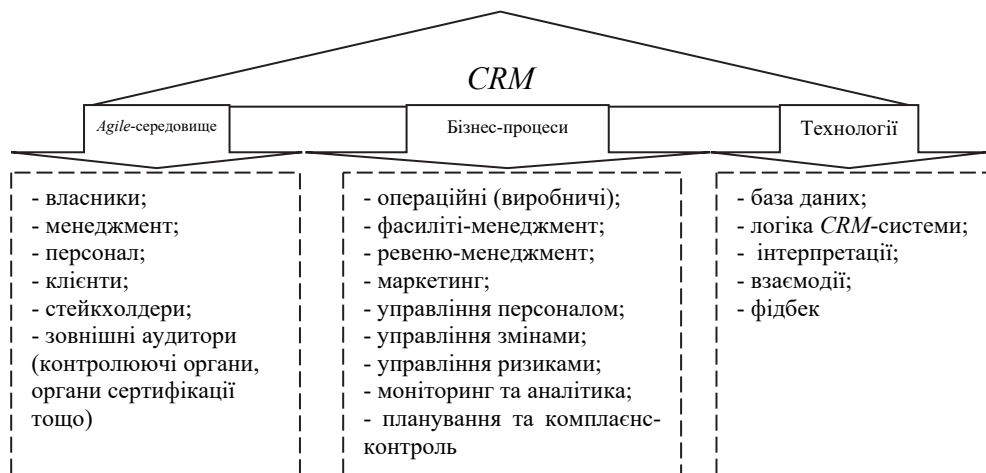 CRM
Agile-середовище
Бізнес-процеси
Технології
- власники;
- менеджмент;
- персонал;
- клієнти;
- стейкхолдери;
- зовнішні аудитори
(контролюючі органи,
органи сертифікації
тощо)
- операційні (виробничі);
- фасиліті-менеджмент;
- ревеню-менеджмент;
- маркетинг;
- управління персоналом;
- управління змінами;
- управління ризиками;
- моніторинг та аналітика;
- планування та комплаєнс-
контроль
- база даних;
- логіка CRM-системи;
- інтерпретації;
- взаємодії;
- фідбек